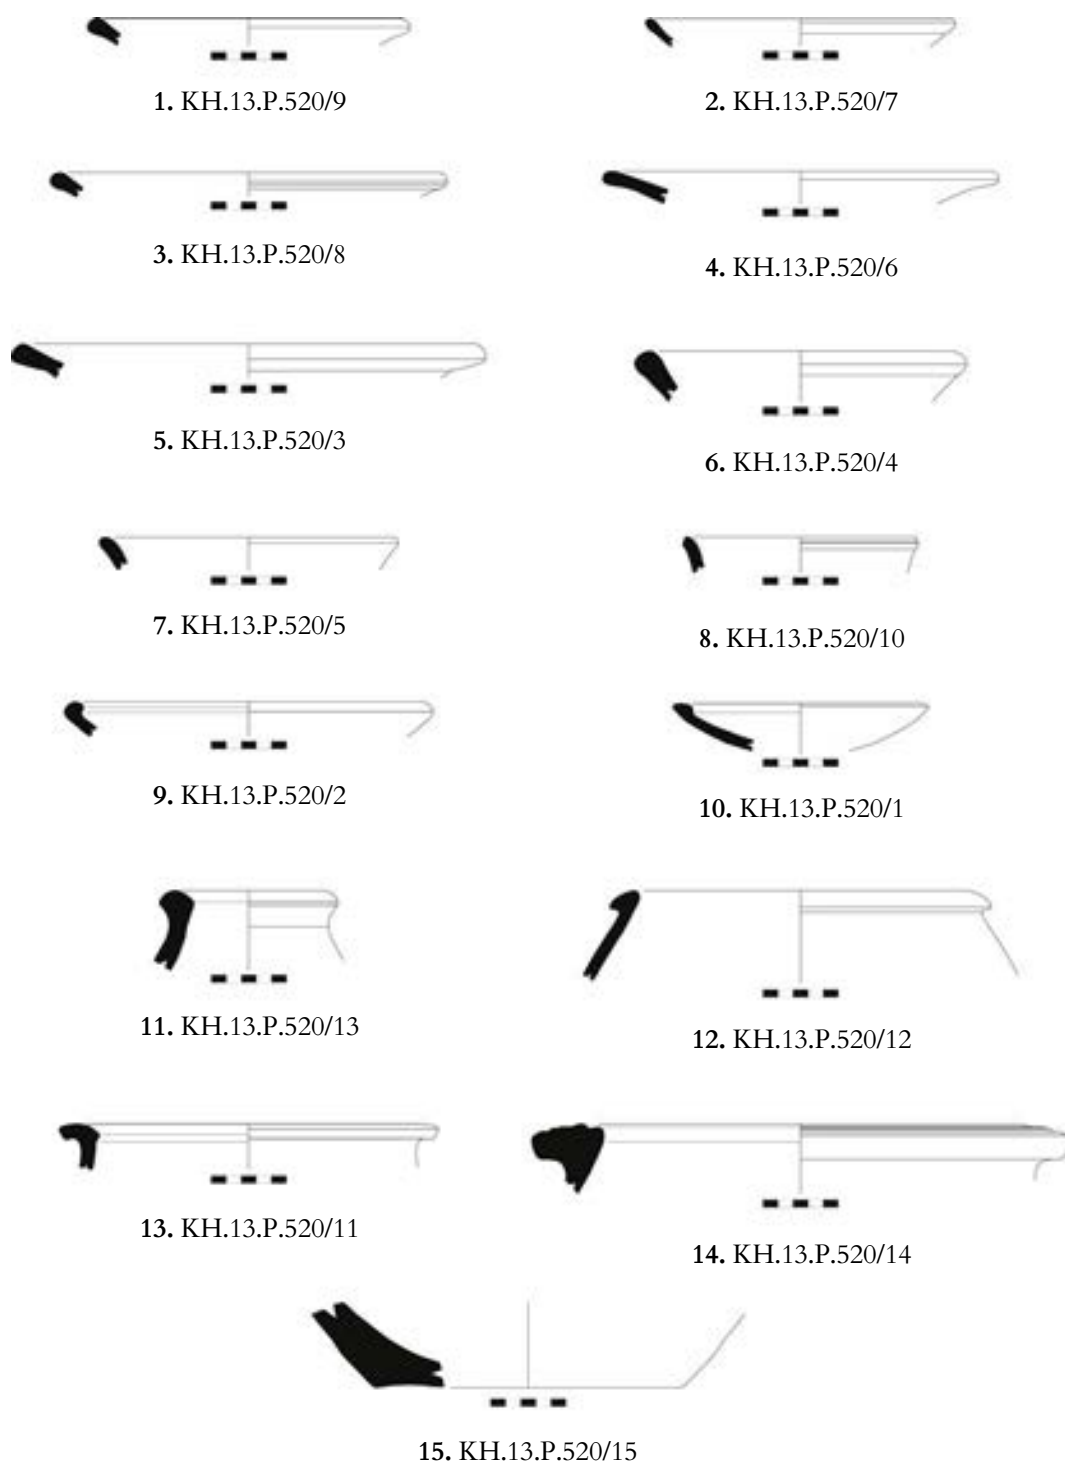 1. KH.13.P.520/9
2. KH.13.P.520/7
3. KH.13.P.520/8
4. KH.13.P.520/6
5. KH.13.P.520/3
6. KH.13.P.520/4
7. KH.13.P.520/5
8. KH.13.P.520/10
9. KH.13.P.520/2
10. KH.13.P.520/1
11. KH.13.P.520/13
12. KH.13.P.520/12
13. KH.13.P.520/11
14. KH.13.P.520/14
15. KH.13.P.520/15